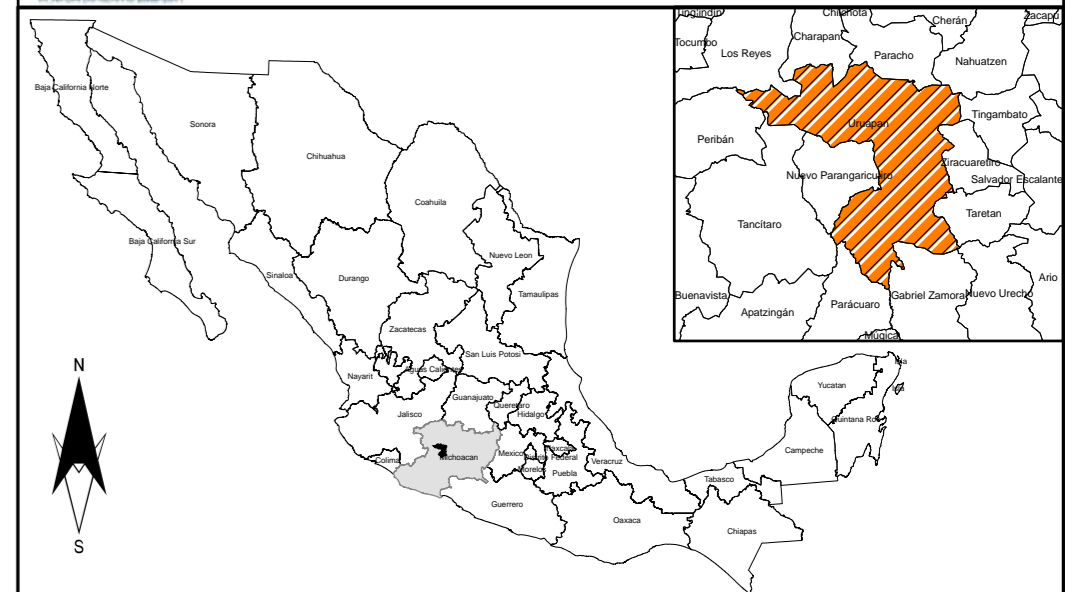 Tingüindín
Chilchota
Cherán
Zacapu
Tocumbo
Los Reyes
Charapan
Paracho
Nahuatzen
Uruapan
Tingambato
Peribán
Ziracuaretiro
Nuevo Parangaricutiro
Salvador Escalante
Taretan
Tancítaro
Ario
Buenavista
Apatzingán
Parácuaro
Gabriel Zamora
Nuevo Urecho
Múgica
Baja California Norte
Sonora
Chihuahua
Coahuila
Baja California Sur
Nuevo Leon
Sinaloa
Durango
Tamaulipas
Zacatecas
San Luis Potosi
Aguas Calientes
Nayarit
Guanajuato
Queretaro
Hidalgo
Jalisco
Colima
Michoacan
Mexico
Tlaxcala
Distrito Federal
Morelos
Puebla
Veracruz
Guerrero
Oaxaca
Tabasco
Chiapas
Campeche
Yucatan
Quintana Roo
Isla
Isla
N
S